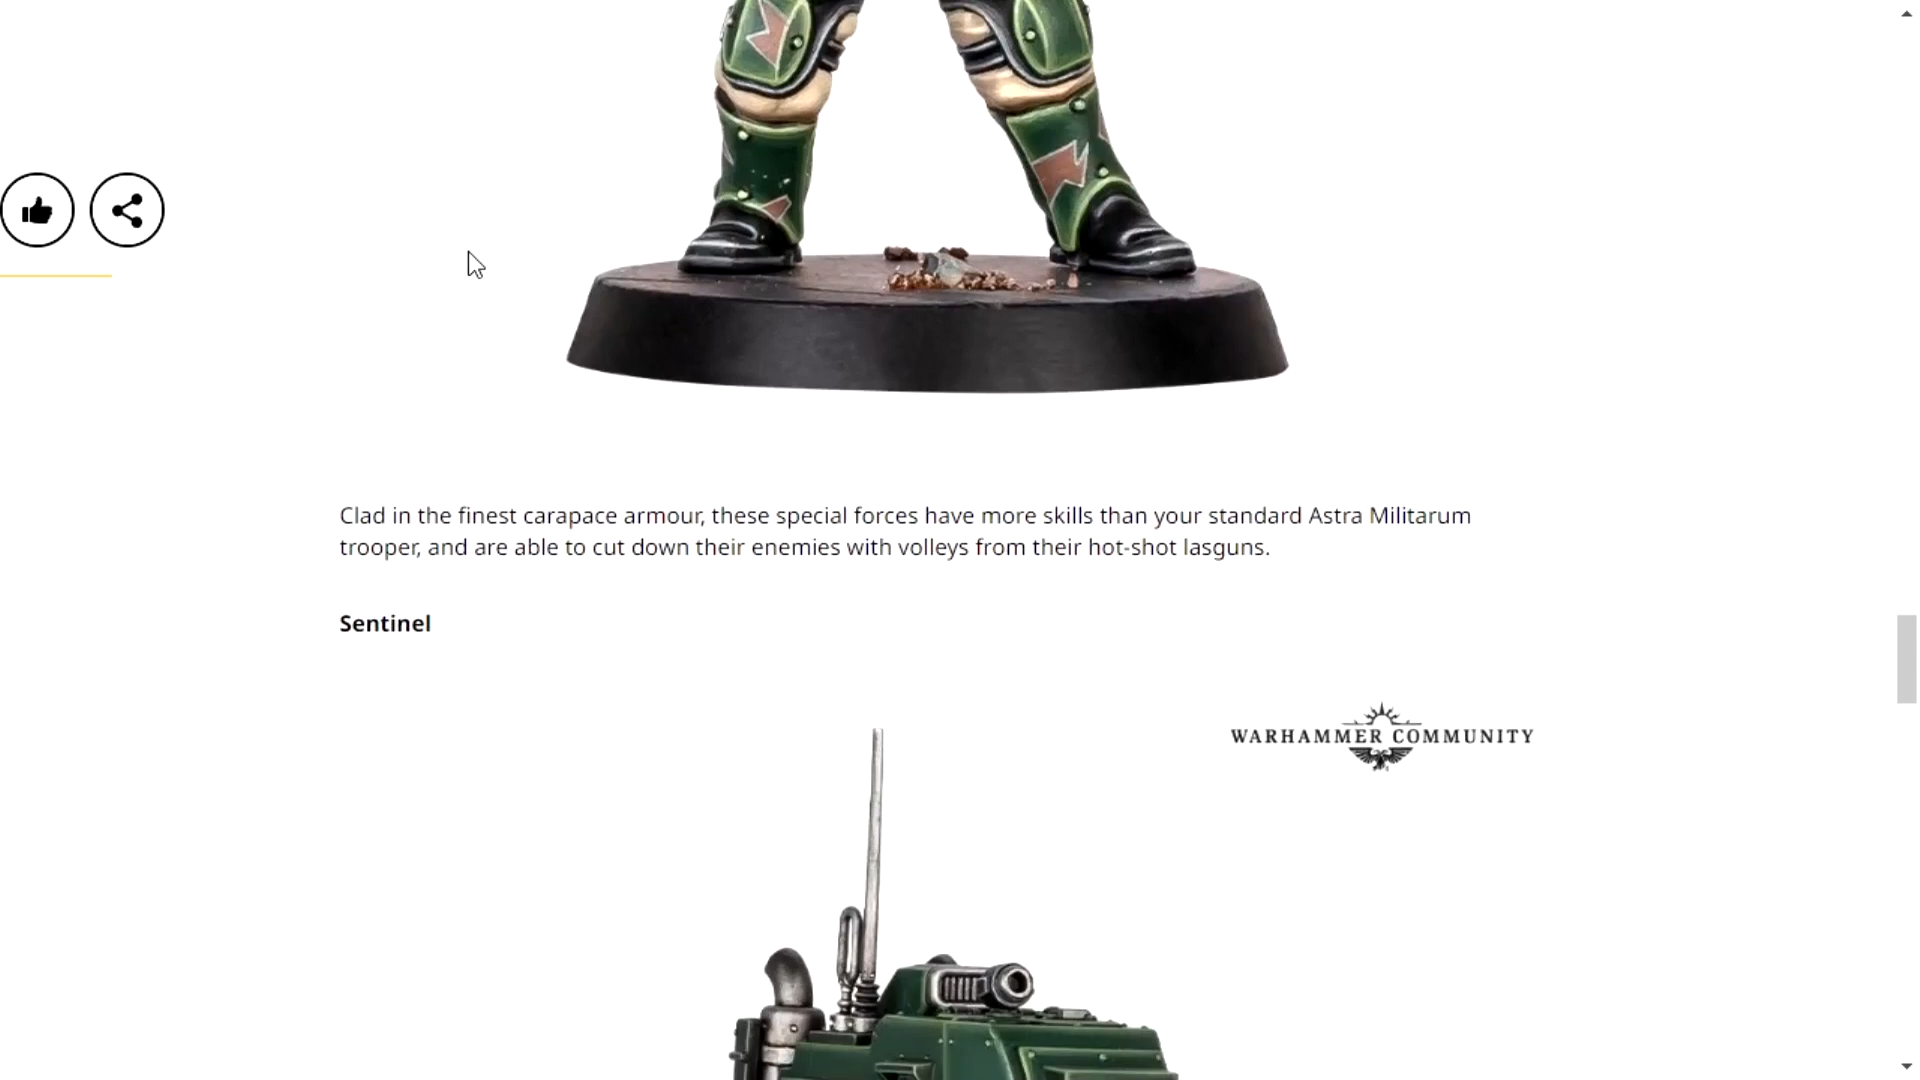 Clad in the finest carapace armour, these special forces have more skills than your standard Astra Militarum
trooper, and are able to cut down their enemies with volleys from their hot-shot lasguns.
Sentinel
WARHAMMER COMMUNITY